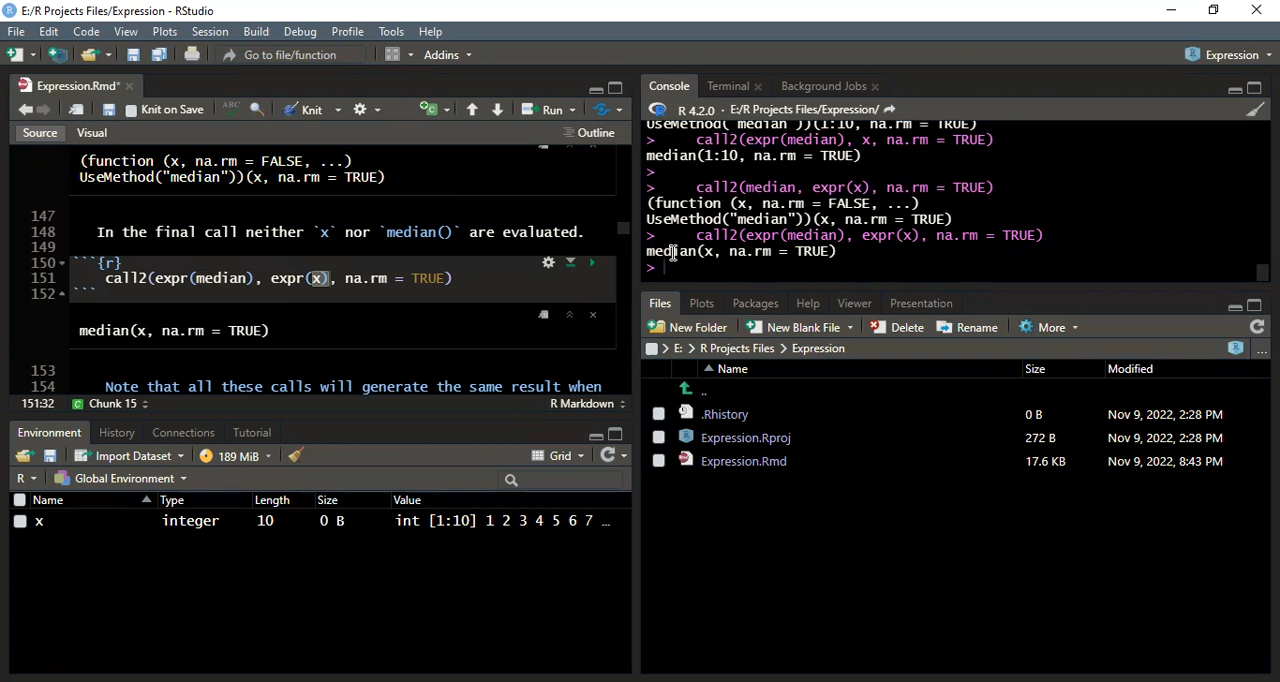 E:/R Projects Files/Expression - RStudio
File Edit Code View Plots Session Build Debug Profile Tools Help
Go to file/function Addins Expression
Expression.Rmd*
Knit on Save ABC Knit Run
Source Visual Outline
(function (x, na.rm = FALSE, ...)
UseMethod("median"))(x, na.rm = TRUE)
147
148 In the final call neither `x` nor `median()` are evaluated.
149
150 ```{r}
151 call2(expr(median), expr(x), na.rm = TRUE)
152 ```
median(x, na.rm = TRUE)
153
154 Note that all these calls will generate the same result when
151:32 C Chunk 15 R Markdown
Environment History Connections Tutorial
Import Dataset 189 MiB Grid
R Global Environment
Name Type Length Size Value
x integer 10 0 B int [1:10] 1 2 3 4 5 6 7 ...
Console Terminal Background Jobs
R 4.2.0 · E:/R Projects Files/Expression/
UseMethod("median"))(1:10, na.rm = TRUE)
> call2(expr(median), x, na.rm = TRUE)
median(1:10, na.rm = TRUE)
>
> call2(median, expr(x), na.rm = TRUE)
(function (x, na.rm = FALSE, ...)
UseMethod("median"))(x, na.rm = TRUE)
> call2(expr(median), expr(x), na.rm = TRUE)
median(x, na.rm = TRUE)
>
Files Plots Packages Help Viewer Presentation
New Folder New Blank File Delete Rename More
E: > R Projects Files > Expression ...
Name Size Modified
..
.Rhistory 0 B Nov 9, 2022, 2:28 PM
Expression.Rproj 272 B Nov 9, 2022, 2:28 PM
Expression.Rmd 17.6 KB Nov 9, 2022, 8:43 PM